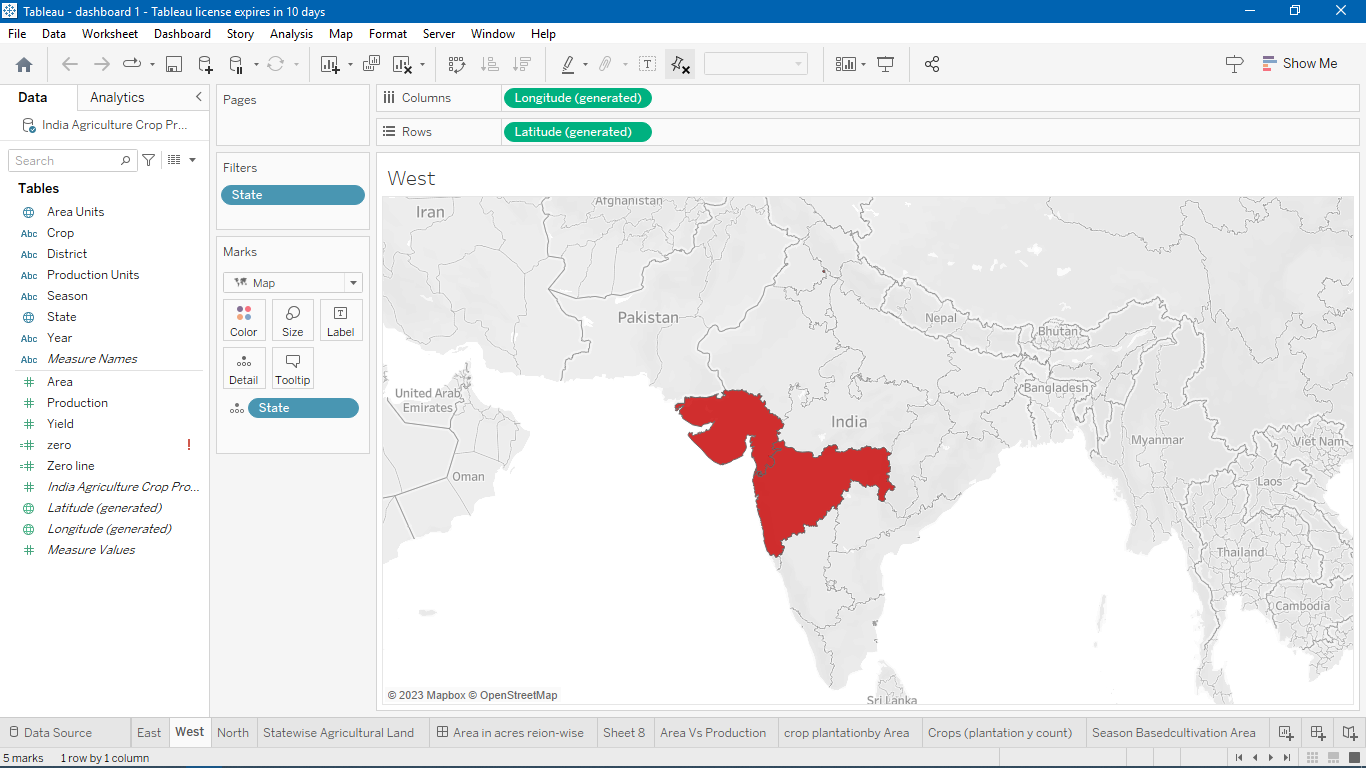 Tableau - dashboard 1 - Tableau license expires in 10 days
File Data Worksheet Dashboard Story Analysis Map Format Server Window Help
Show Me
Data Analytics
India Agriculture Crop Pr...
Search
Tables
Area Units
Abc Crop
Abc District
Abc Production Units
Abc Season
State
Abc Year
Abc Measure Names
Area
Production
Yield
zero !
Zero line
India Agriculture Crop Pro...
Latitude (generated)
Longitude (generated)
Measure Values
Pages
Filters
State
Marks
Map
Color Size Label
Detail Tooltip
State
Columns Longitude (generated)
Rows Latitude (generated)
West
Afghanistan
Iran
Pakistan
Nepal
Bhutan
Bangladesh
United Arab
Emirates
India
Myanmar
Viet Nam
Oman
Laos
Thailand
Cambodia
Sri Lanka
© 2023 Mapbox © OpenStreetMap
Data Source East West North Statewise Agricultural Land Area in acres reion-wise Sheet 8 Area Vs Production crop plantationby Area Crops (plantation y count) Season Basedcultivation Area
5 marks 1 row by 1 column